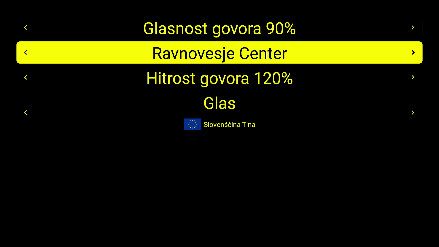 Glasnost govora 90%
Ravnovesje Center
Hitrost govora 120%
Glas
Slovenščina Tina